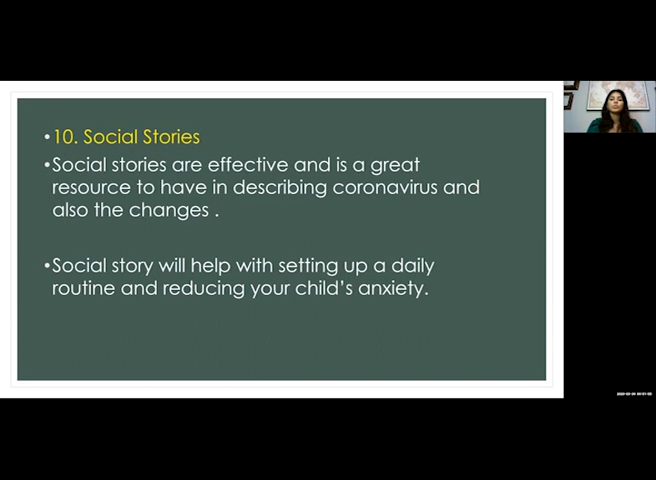 •10. Social Stories
•Social stories are effective and is a great
resource to have in describing coronavirus and
also the changes .
•Social story will help with setting up a daily
routine and reducing your child's anxiety.